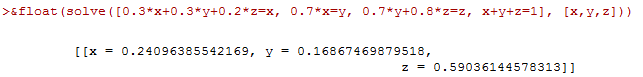 >&float(solve([0.3*x+0.3*y+0.2*z=x, 0.7*x=y, 0.7*y+0.8*z=z, x+y+z=1], [x,y,z]))
[[x = 0.24096385542169, y = 0.16867469879518,
z = 0.59036144578313]]